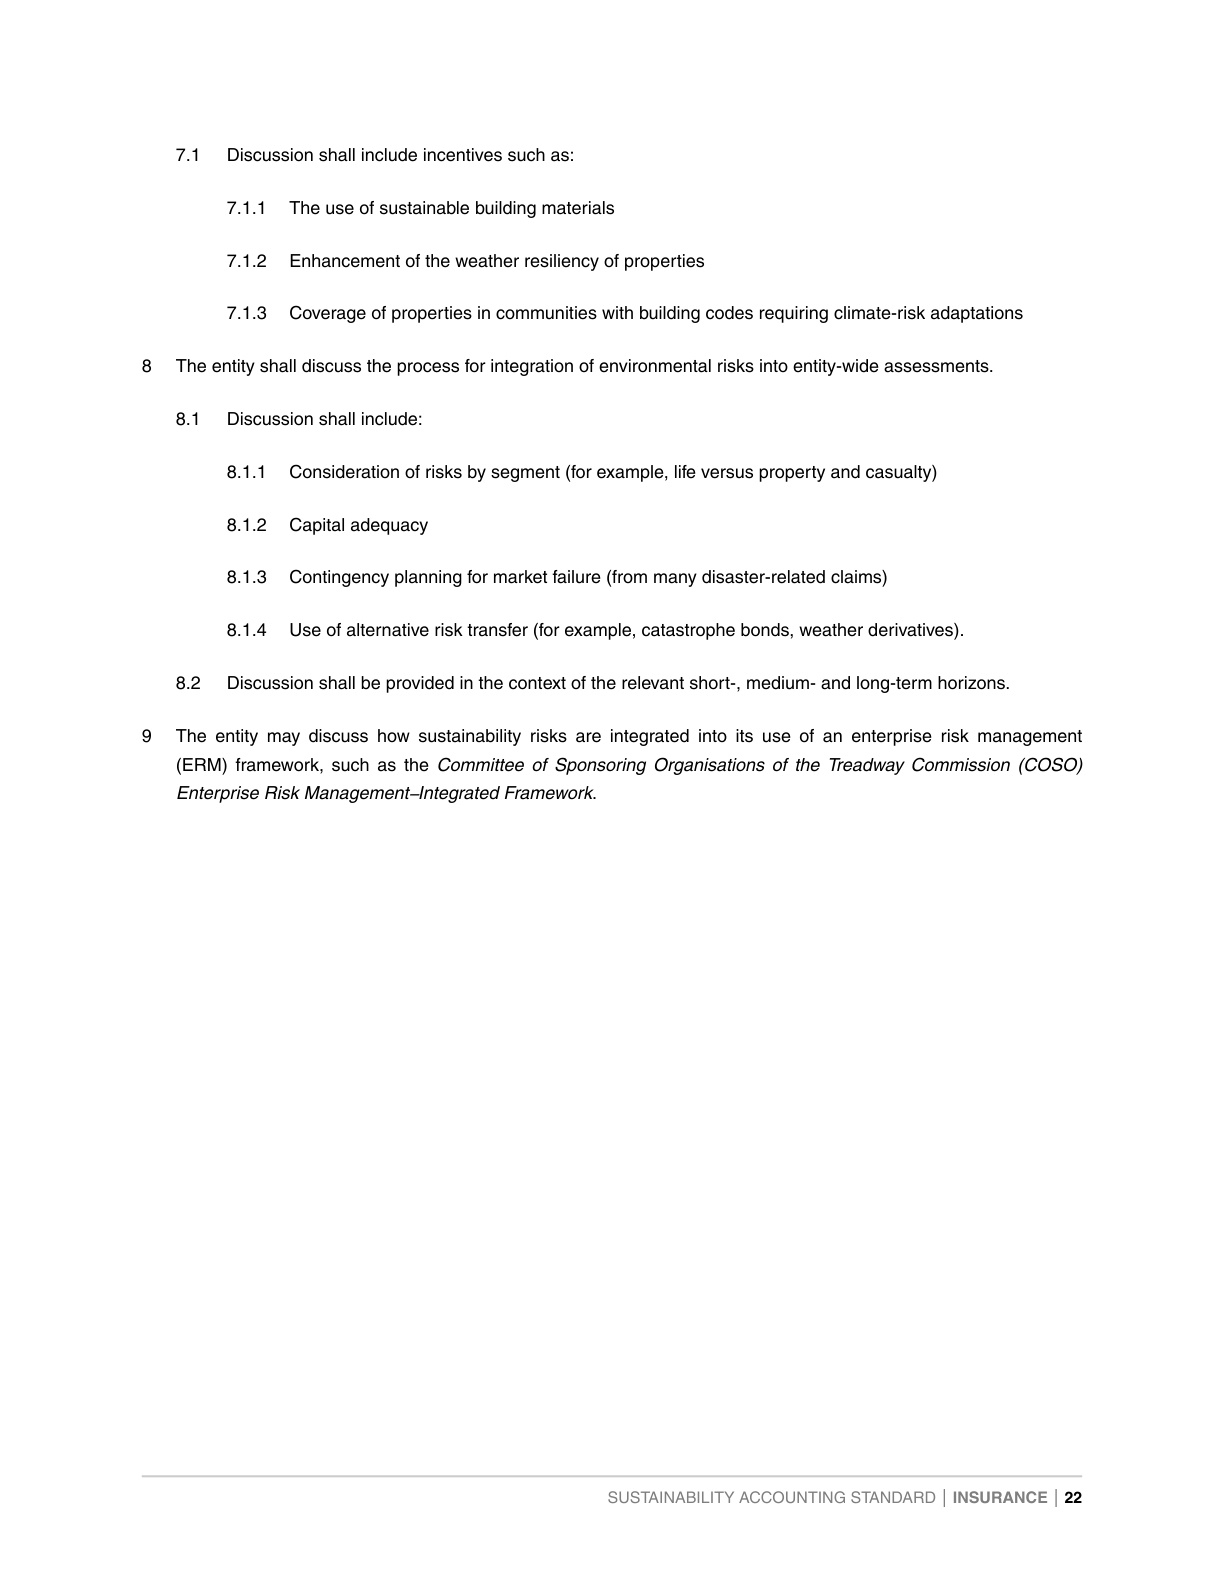 7.1 Discussion shall include incentives such as:
7.1.1 The use of sustainable building materials
7.1.2 Enhancement of the weather resiliency of properties
7.1.3 Coverage of properties in communities with building codes requiring climate-risk adaptations
8 The entity shall discuss the process for integration of environmental risks into entity-wide assessments.
8.1 Discussion shall include:
8.1.1 Consideration of risks by segment (for example, life versus property and casualty)
8.1.2 Capital adequacy
8.1.3 Contingency planning for market failure (from many disaster-related claims)
8.1.4 Use of alternative risk transfer (for example, catastrophe bonds, weather derivatives).
8.2 Discussion shall be provided in the context of the relevant short-, medium- and long-term horizons.
9 The entity may discuss how sustainability risks are integrated into its use of an enterprise risk management
(ERM) framework, such as the Committee of Sponsoring Organisations of the Treadway Commission (COSO)
Enterprise Risk Management–Integrated Framework.
SUSTAINABILITY ACCOUNTING STANDARD | INSURANCE | 22